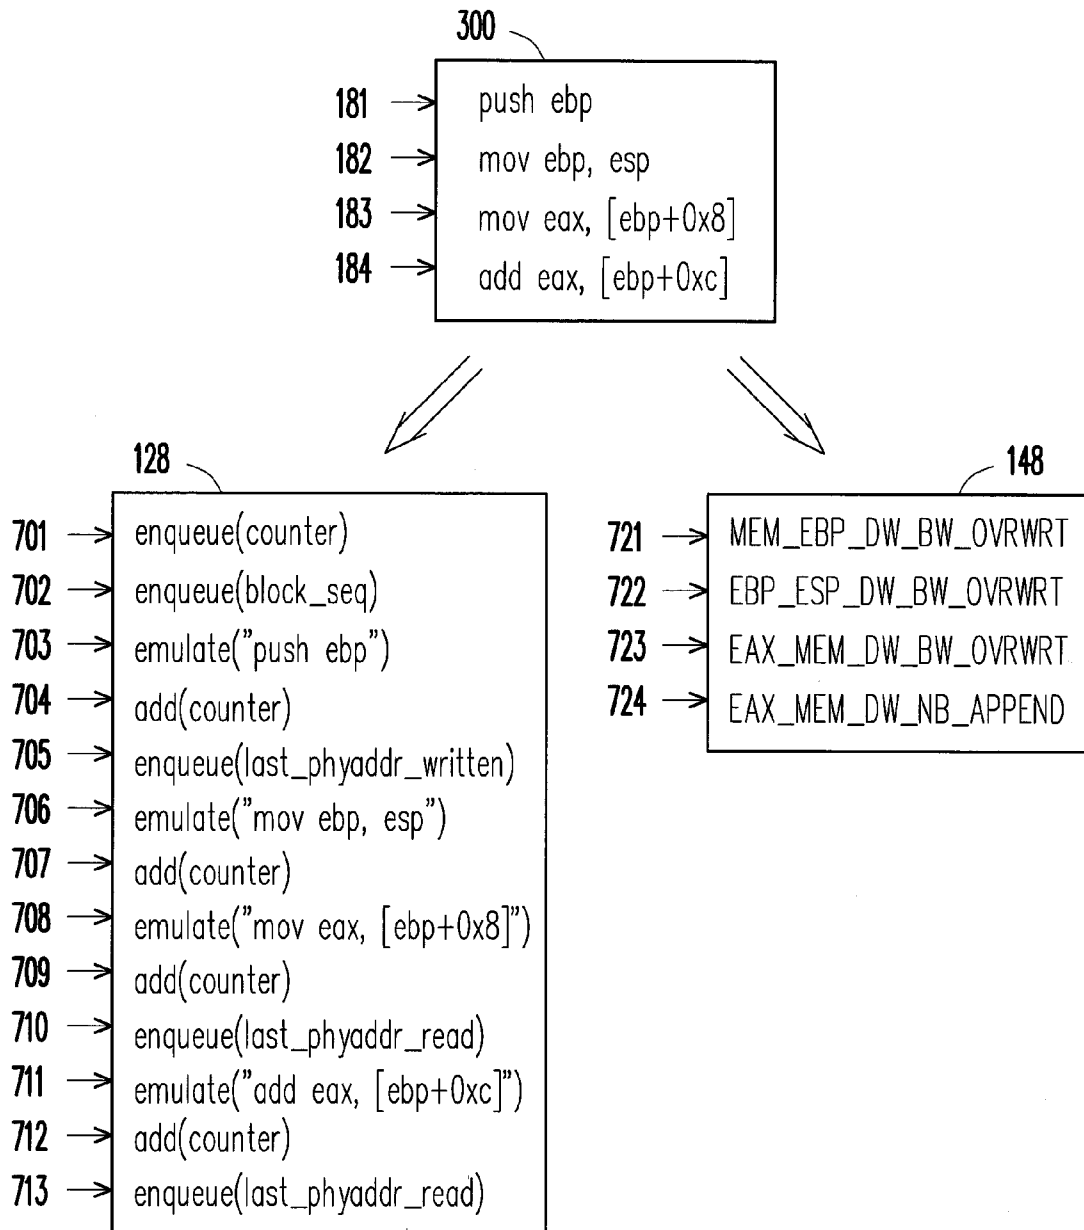 300
181 push ebp
182 mov ebp, esp
183 mov eax, [ebp+0x8]
184 add eax, [ebp+0xc]
128
701 enqueue(counter)
702 enqueue(block_seq)
703 emulate("push ebp")
704 add(counter)
705 enqueue(last_phyaddr_written)
706 emulate("mov ebp, esp")
707 add(counter)
708 emulate("mov eax, [ebp+0x8]")
709 add(counter)
710 enqueue(last_phyaddr_read)
711 emulate("add eax, [ebp+0xc]")
712 add(counter)
713 enqueue(last_phyaddr_read)
148
721 MEM_EBP_DW_BW_OVRWRT
722 EBP_ESP_DW_BW_OVRWRT
723 EAX_MEM_DW_BW_OVRWRT
724 EAX_MEM_DW_NB_APPEND